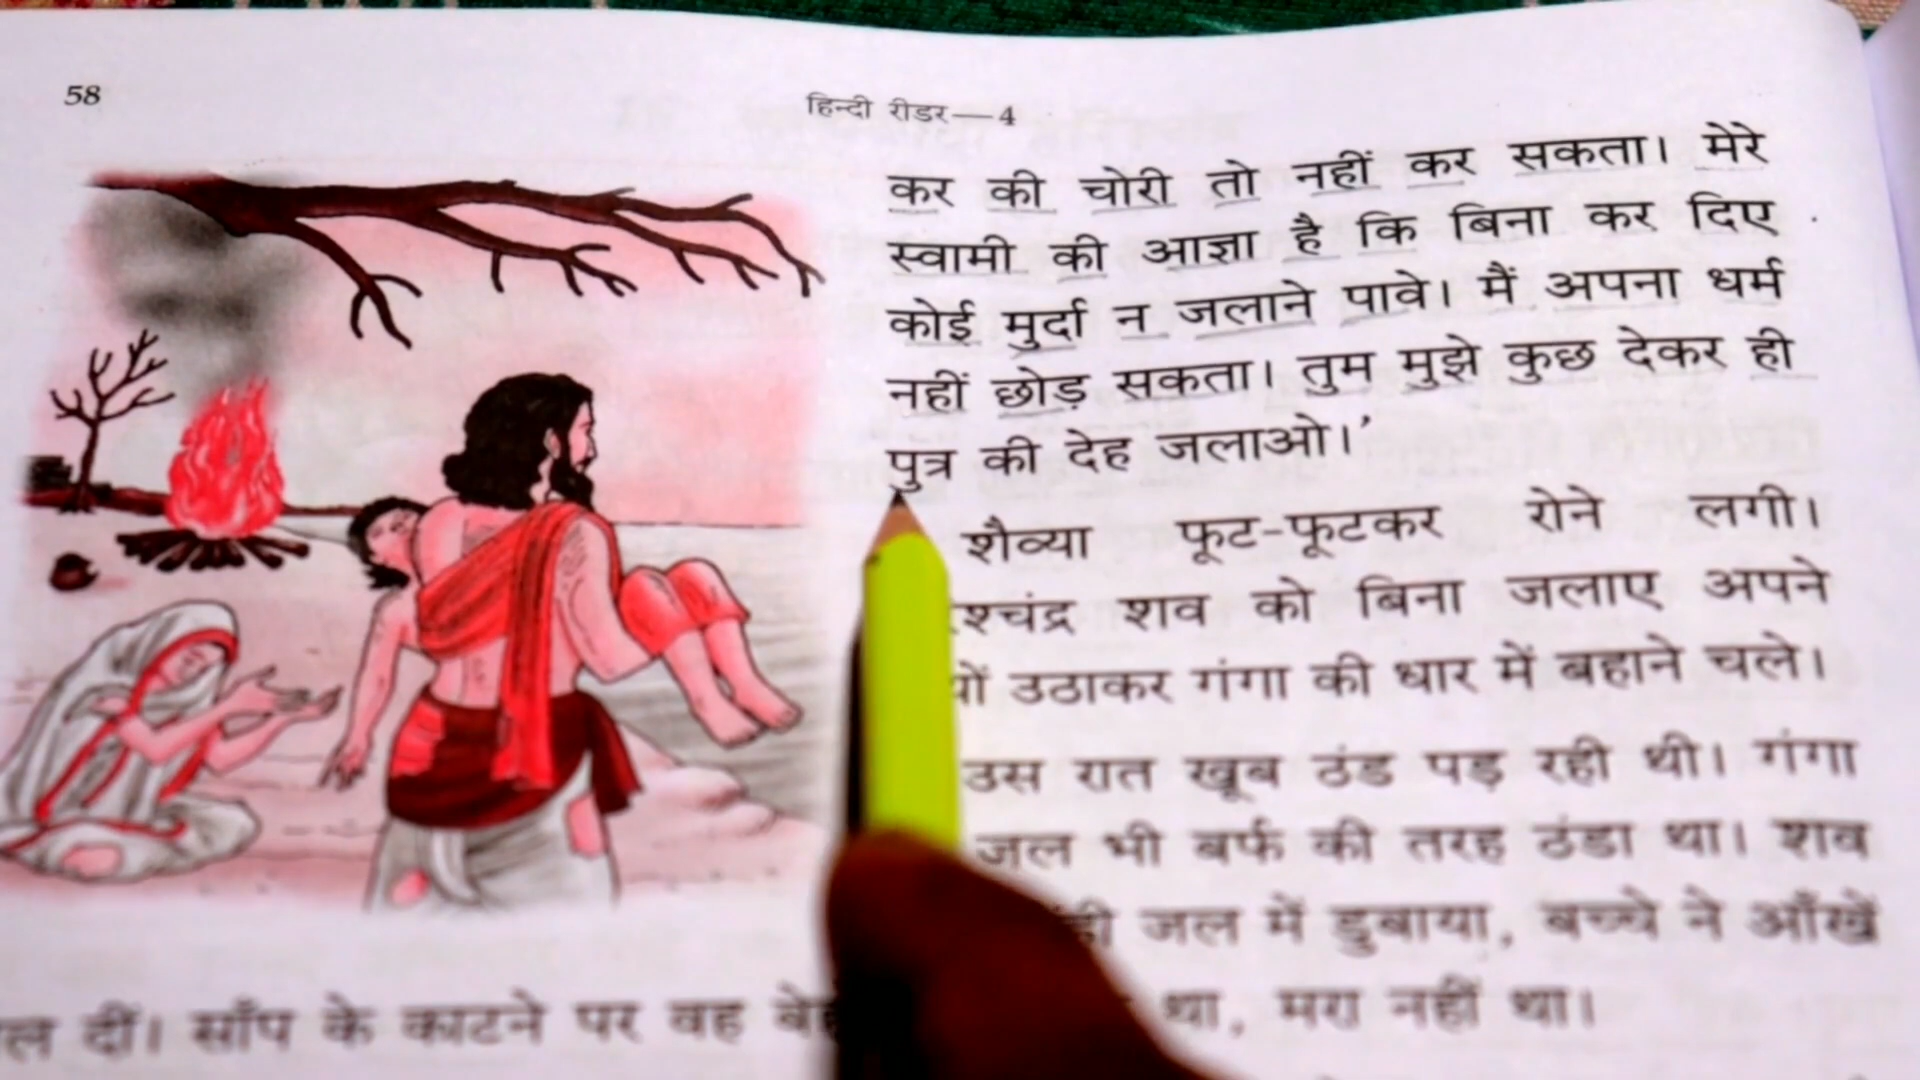 58
हिन्दी रीडर—4
कर की चोरी तो नहीं कर सकता। मेरे
स्वामी की आज्ञा है कि बिना कर दिए
कोई मुर्दा न जलाने पावे। मैं अपना धर्म
नहीं छोड़ सकता। तुम मुझे कुछ देकर ही
पुत्र की देह जलाओ।’
शैव्या फूट-फूटकर रोने लगी।
शव को बिना जलाए अपने
उठाकर गंगा की धार में बहाने चले।
उस रात खूब ठंड पड़ रही थी। गंगा
जल भी बर्फ की तरह ठंडा था। शव
जल में डुबाया, बच्चे ने आँखें
दीं। साँप के काटने पर वह था, मरा नहीं था।